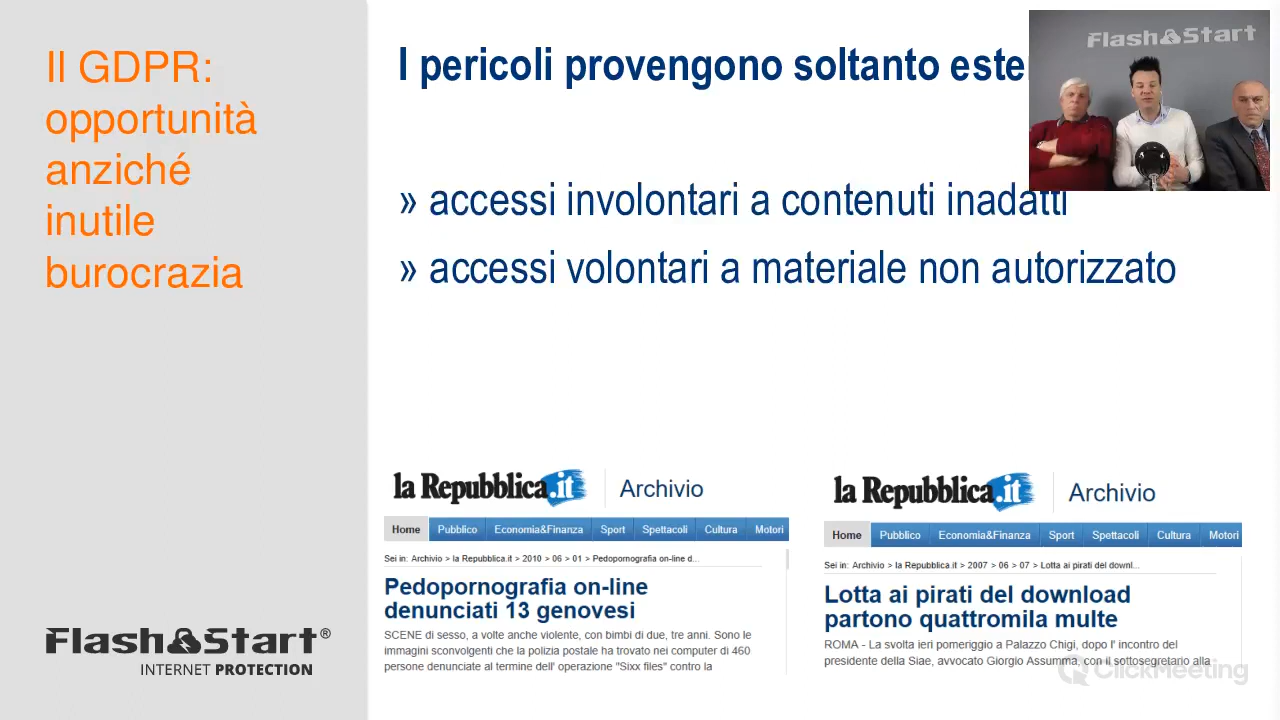 Il GDPR:
opportunità
anziché
inutile
burocrazia
I pericoli provengono soltanto este
Flash Start
» accessi involontari a contenuti inadatti
» accessi volontari a materiale non autorizzato
la Repubblica.it Archivio
Home Pubblico Economia&Finanza Sport Spettacoli Cultura Motori
Sei in: Archivio > la Repubblica.it > 2010 > 06 > 01 > Pedopornografia on-line d...
Pedopornografia on-line
denunciati 13 genovesi
SCENE di sesso, a volte anche violente, con bimbi di due, tre anni. Sono le
immagini sconvolgenti che la polizia postale ha trovato nei computer di 460
persone denunciate al termine dell' operazione "Sixx files" contro la
la Repubblica.it Archivio
Home Pubblico Economia&Finanza Sport Spettacoli Cultura Motori
Sei in: Archivio > la Repubblica.it > 2007 > 06 > 07 > Lotta ai pirati del downl...
Lotta ai pirati del download
partono quattromila multe
ROMA - La svolta ieri pomeriggio a Palazzo Chigi, dopo l' incontro del
presidente della Siae, avvocato Giorgio Assumma, con il sottosegretario alla
ClickMeeting
Flash Start®
INTERNET PROTECTION